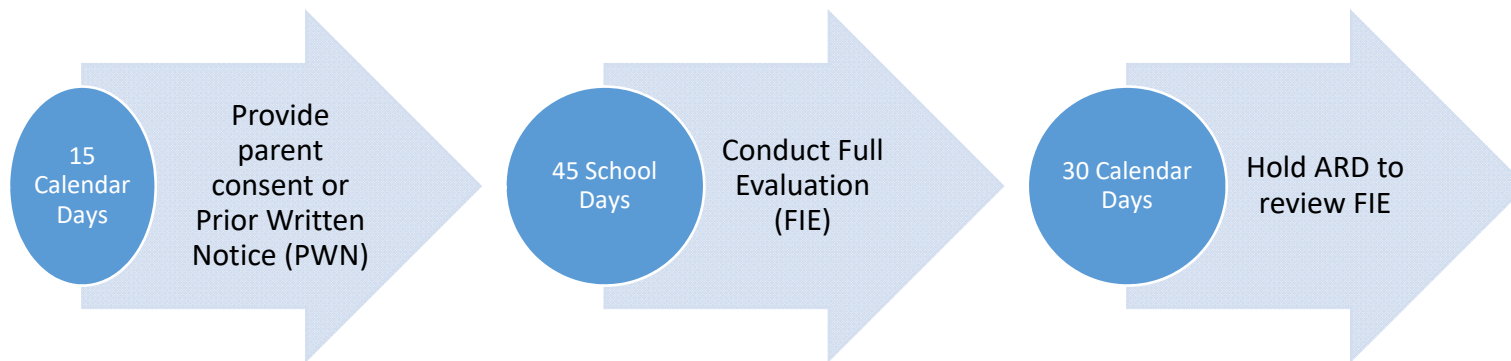 15
Calendar
Days
Provide
parent
consent or
Prior Written
Notice (PWN)
45 School
Days
Conduct Full
Evaluation
(FIE)
30 Calendar
Days
Hold ARD to
review FIE